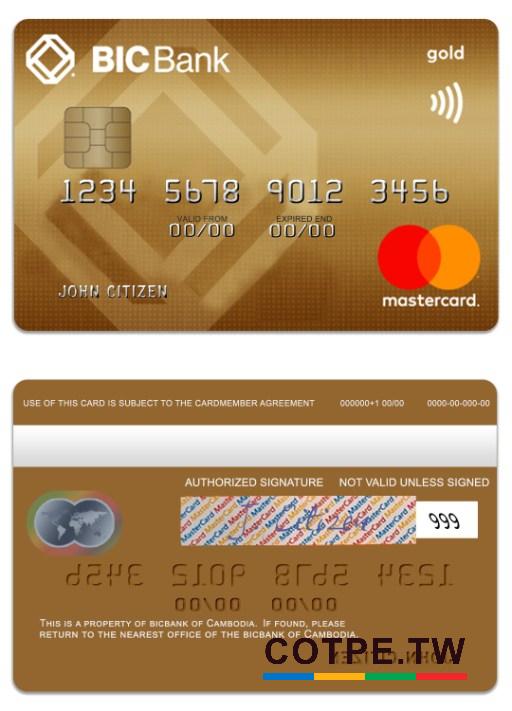 BICBank
gold
1234 5678 9012 3456
VALID FROM EXPIRED END
00/00 00/00
JOHN CITIZEN
mastercard.
USE OF THIS CARD IS SUBJECT TO THE CARDMEMBER AGREEMENT 000000+1 00/00 0000-00-000-00
AUTHORIZED SIGNATURE NOT VALID UNLESS SIGNED
J citizen 999
1234 5678 9012 3456
00/00 00/00
THIS IS A PROPERTY OF BICBANK OF CAMBODIA. IF FOUND, PLEASE
RETURN TO THE NEAREST OFFICE OF THE BICBANK OF CAMBODIA.
JOHN CITIZEN
COTPE.TW